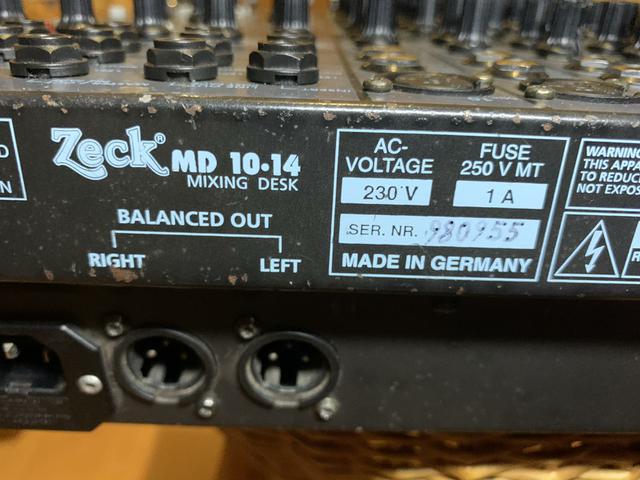 Zeck® MD 10·14
MIXING DESK
BALANCED OUT
RIGHT LEFT
AC-VOLTAGE
230 V
FUSE
250 V MT
1 A
SER. NR. 980955
MADE IN GERMANY
WARNING
THIS APPA
TO REDUC
NOT EXPOS
D
N
R